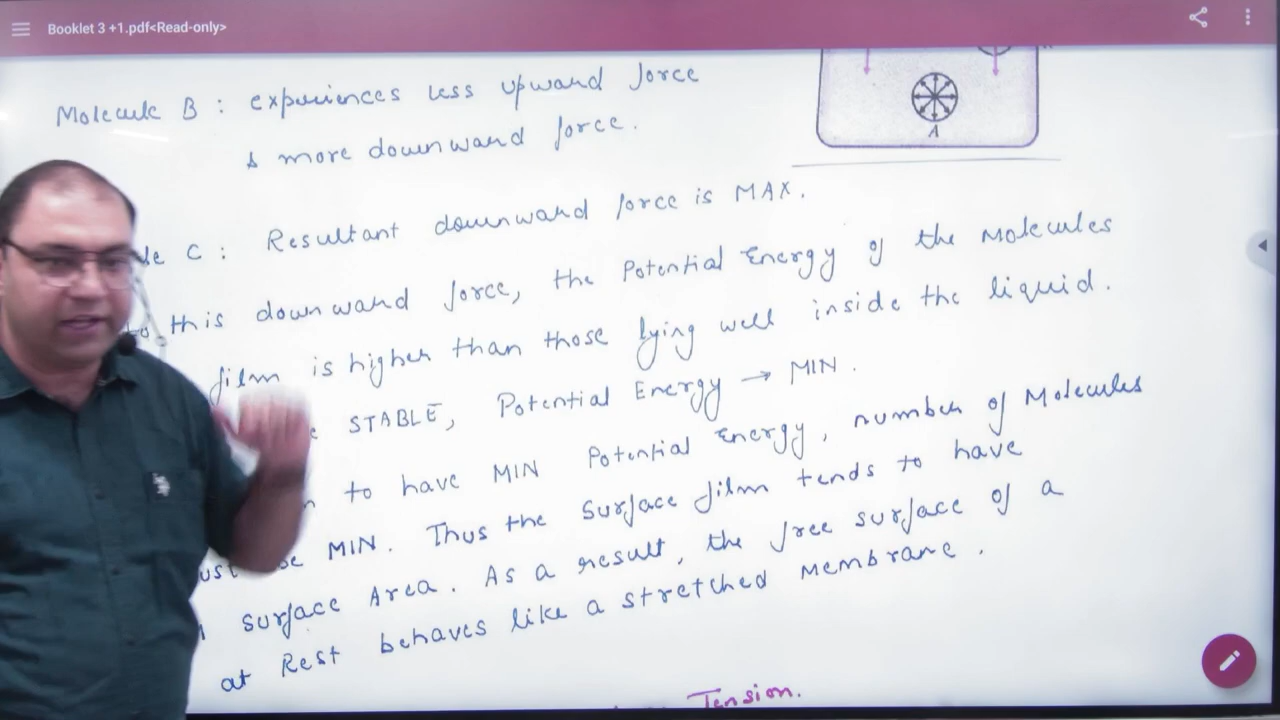 Booklet 3 +1.pdf<Read-only>
Molecule B : experiences less upward force
& more downward force.
A
C : Resultant downward force is MAX.
this downward force, the Potential Energy of the Molecules
film is higher than those lying well inside the liquid.
STABLE, Potential Energy → MIN.
to have MIN Potential Energy, number of Molecules
MIN. Thus the surface film tends to have
surface Area. As a result, the free surface of a
at Rest behaves like a stretched Membrane.
Tension.